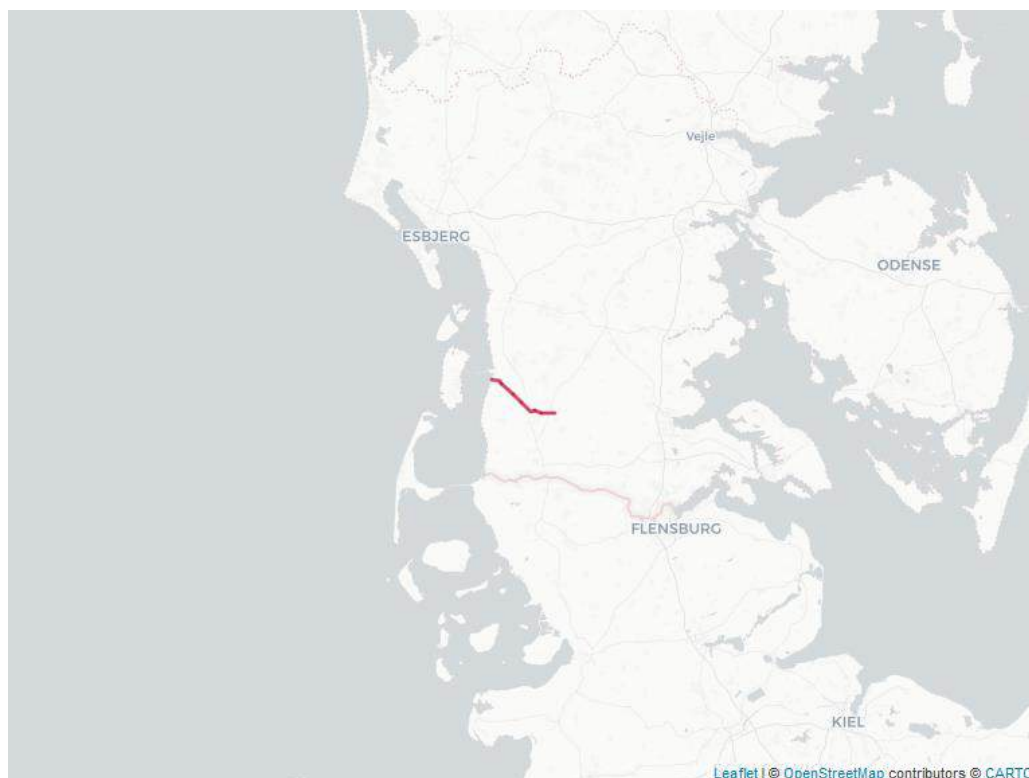 Vejle
ESBJERG
ODENSE
FLENSBURG
KIEL
Leaflet | © OpenStreetMap contributors © CARTO